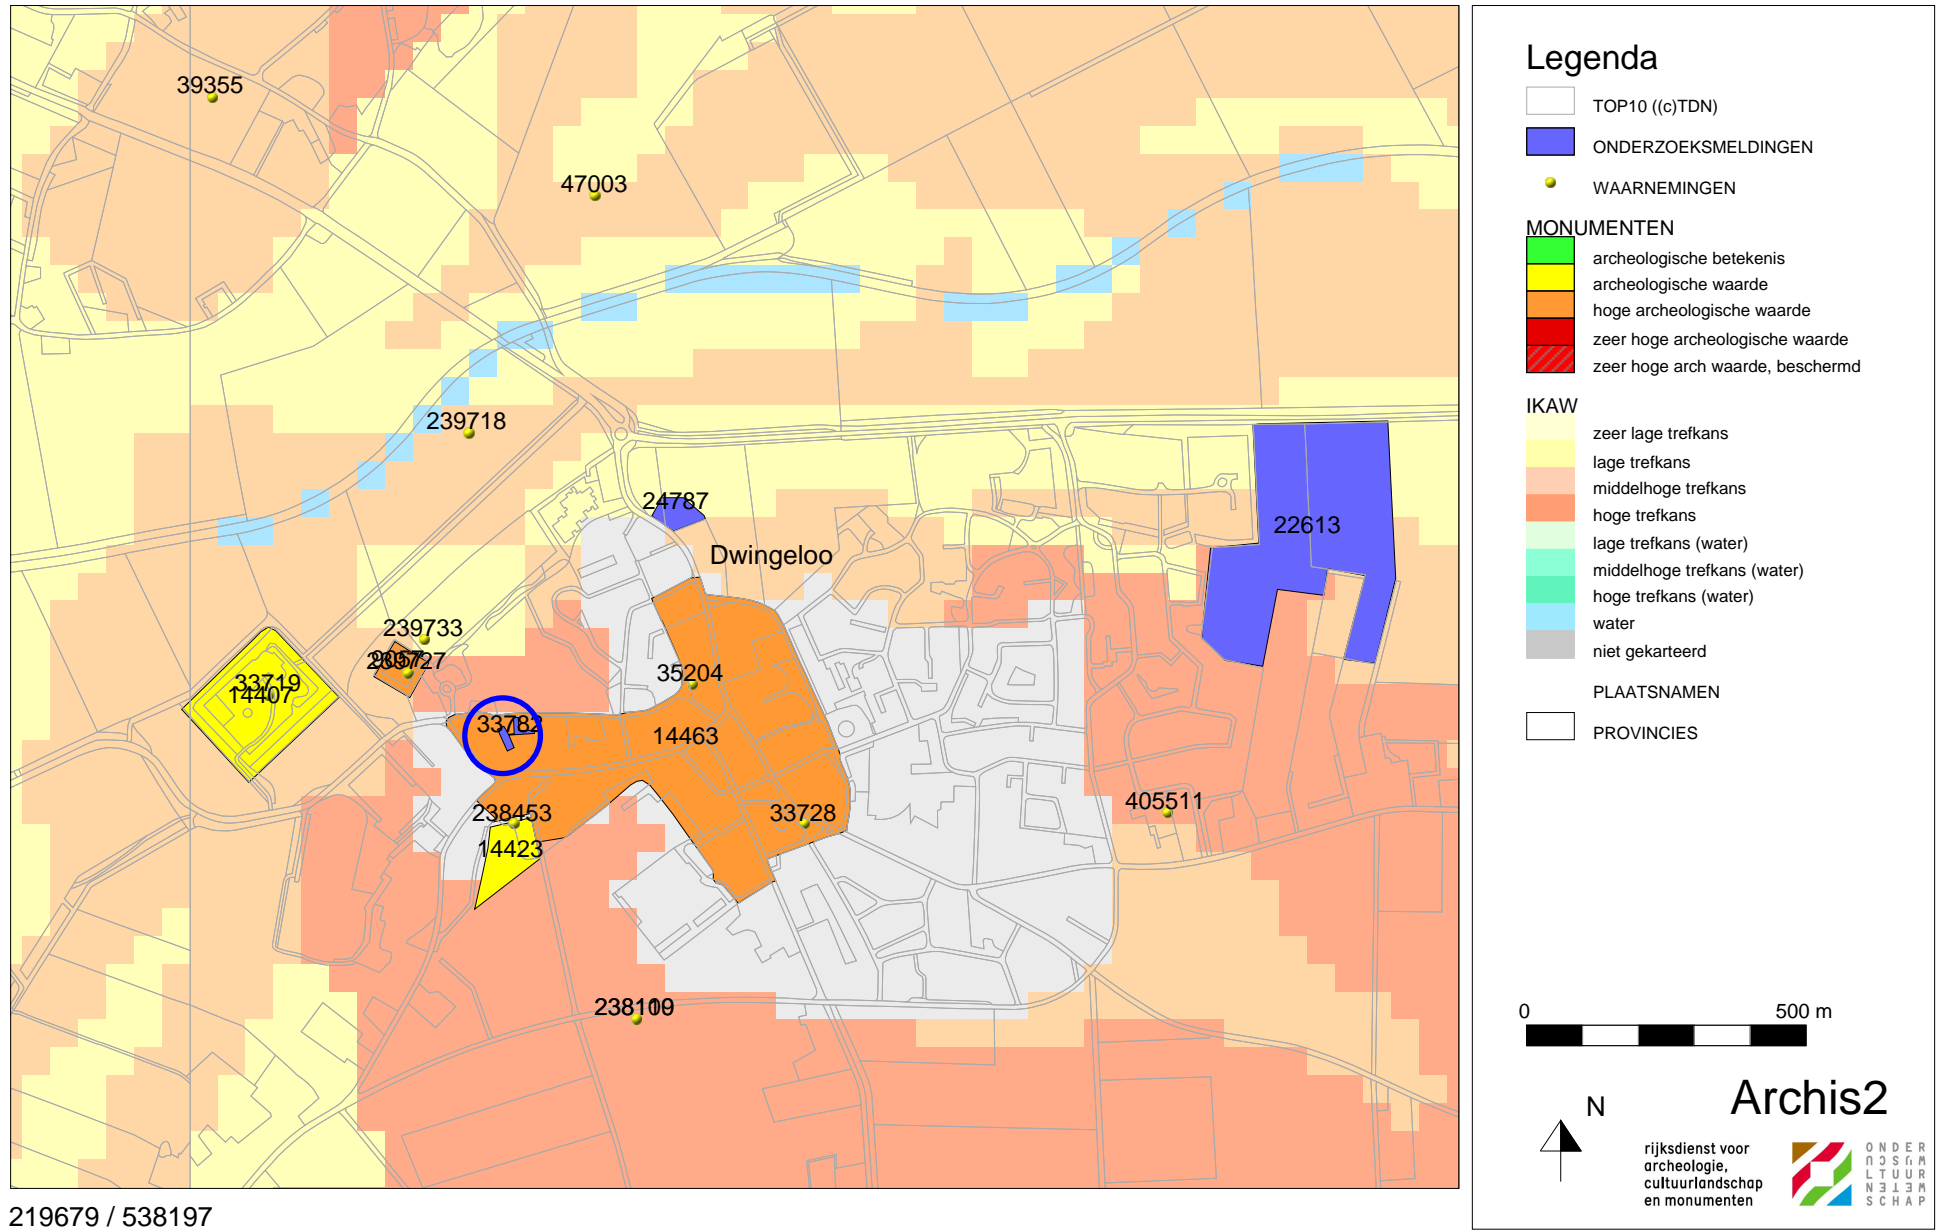 39355
47003
239718
24787
22613
Dwingeloo
239733
33719
14407
35204
33782
14463
238453
33728
405511
14423
219679 / 538197
Legenda
TOP10 ((c)TDN)
ONDERZOEKSMELDINGEN
WAARNEMINGEN
MONUMENTEN
archeologische betekenis
archeologische waarde
hoge archeologische waarde
zeer hoge archeologische waarde
zeer hoge arch waarde, beschermd
IKAW
zeer lage trefkans
lage trefkans
middelhoge trefkans
hoge trefkans
lage trefkans (water)
middelhoge trefkans (water)
hoge trefkans (water)
water
niet gekarteerd
PLAATSNAMEN
PROVINCIES
0 500 m
N
Archis2
rijksdienst voor
archeologie,
cultuurlandschap
en monumenten